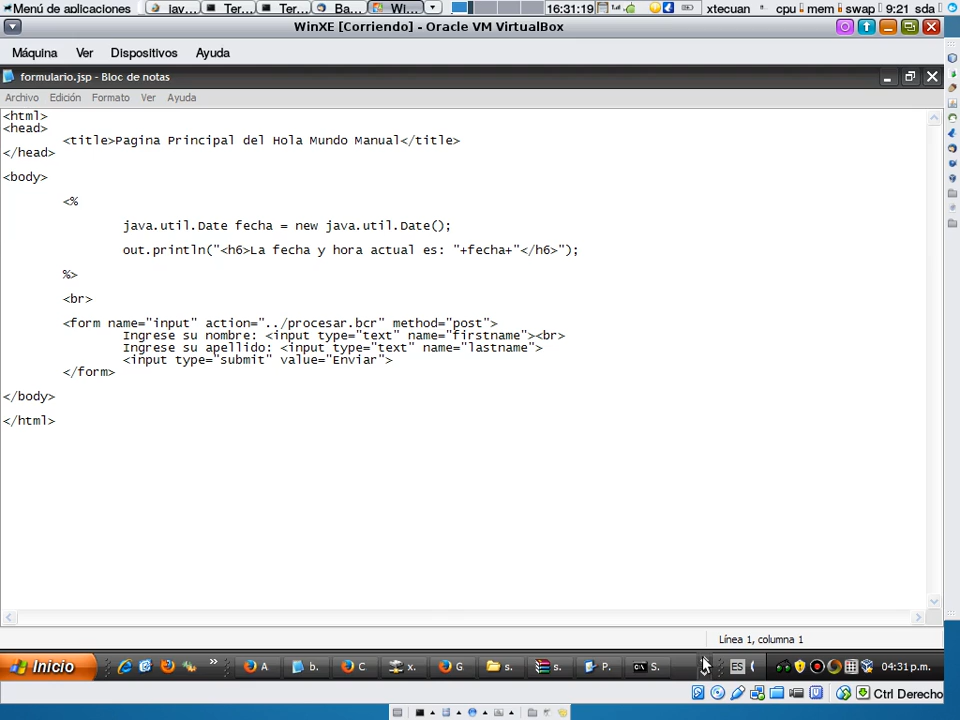 Menú de aplicaciones
Iav...
Ter...
Ter...
Ba...
Wi...
16:31:19
xtecuan
cpu
mem
swap
9:21
sda
WinXE [Corriendo] - Oracle VM VirtualBox
Máquina Ver Dispositivos Ayuda
formulario.jsp - Bloc de notas
Archivo Edición Formato Ver Ayuda
<html>
<head>
<title>Pagina Principal del Hola Mundo Manual</title>
</head>
<body>
<%
java.util.Date fecha = new java.util.Date();
out.println("<h6>La fecha y hora actual es: "+fecha+"</h6>");
%>
<br>
<form name="input" action="../procesar.bcr" method="post">
Ingrese su nombre: <input type="text" name="firstname"><br>
Ingrese su apellido: <input type="text" name="lastname">
<input type="submit" value="Enviar">
</form>
</body>
</html>
Línea 1, columna 1
Inicio
»
A
b.
C
x.
G
s.
s.
P.
S.
ES
04:31 p.m.
Ctrl Derecho